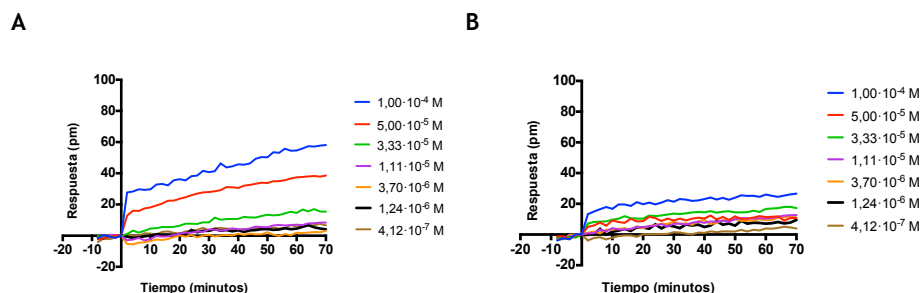 A
Respuesta (pm)
100
80
60
40
20
-20
-20 -10 0 10 20 30 40 50 60 70
Tiempo (minutos)
1,00·10⁻⁴ M
5,00·10⁻⁵ M
3,33·10⁻⁵ M
1,11·10⁻⁵ M
3,70·10⁻⁶ M
1,24·10⁻⁶ M
4,12·10⁻⁷ M
B
Respuesta (pm)
100
80
60
40
20
-20
-20 -10 0 10 20 30 40 50 60 70
Tiempo (minutos)
1,00·10⁻⁴ M
5,00·10⁻⁵ M
3,33·10⁻⁵ M
1,11·10⁻⁵ M
3,70·10⁻⁶ M
1,24·10⁻⁶ M
4,12·10⁻⁷ M